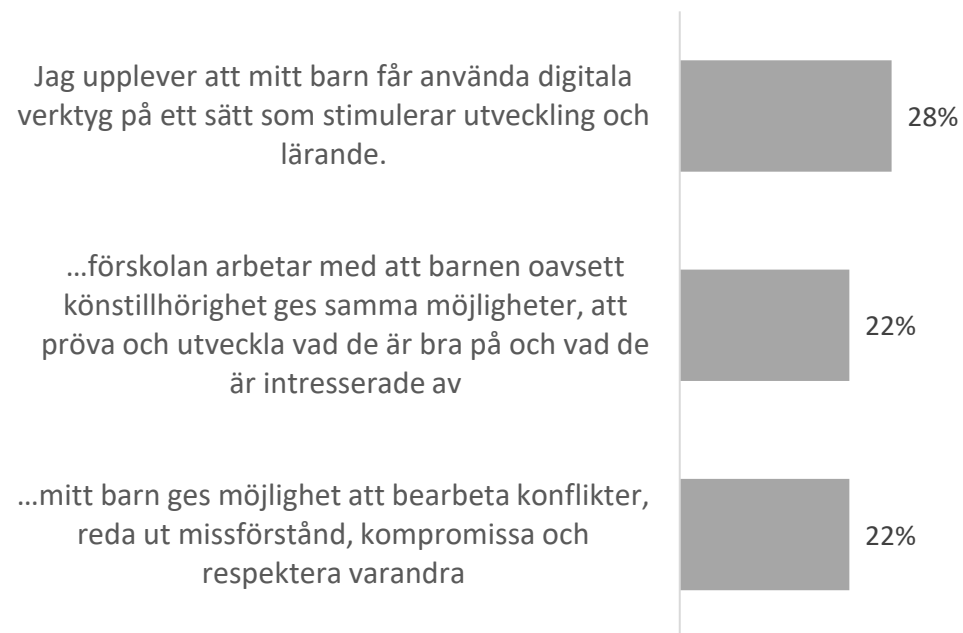 Jag upplever att mitt barn får använda digitala
verktyg på ett sätt som stimulerar utveckling och
lärande.
28%
...förskolan arbetar med att barnen oavsett
könstillhörighet ges samma möjligheter, att
pröva och utveckla vad de är bra på och vad de
är intresserade av
22%
...mitt barn ges möjlighet att bearbeta konflikter,
reda ut missförstånd, kompromissa och
respektera varandra
22%